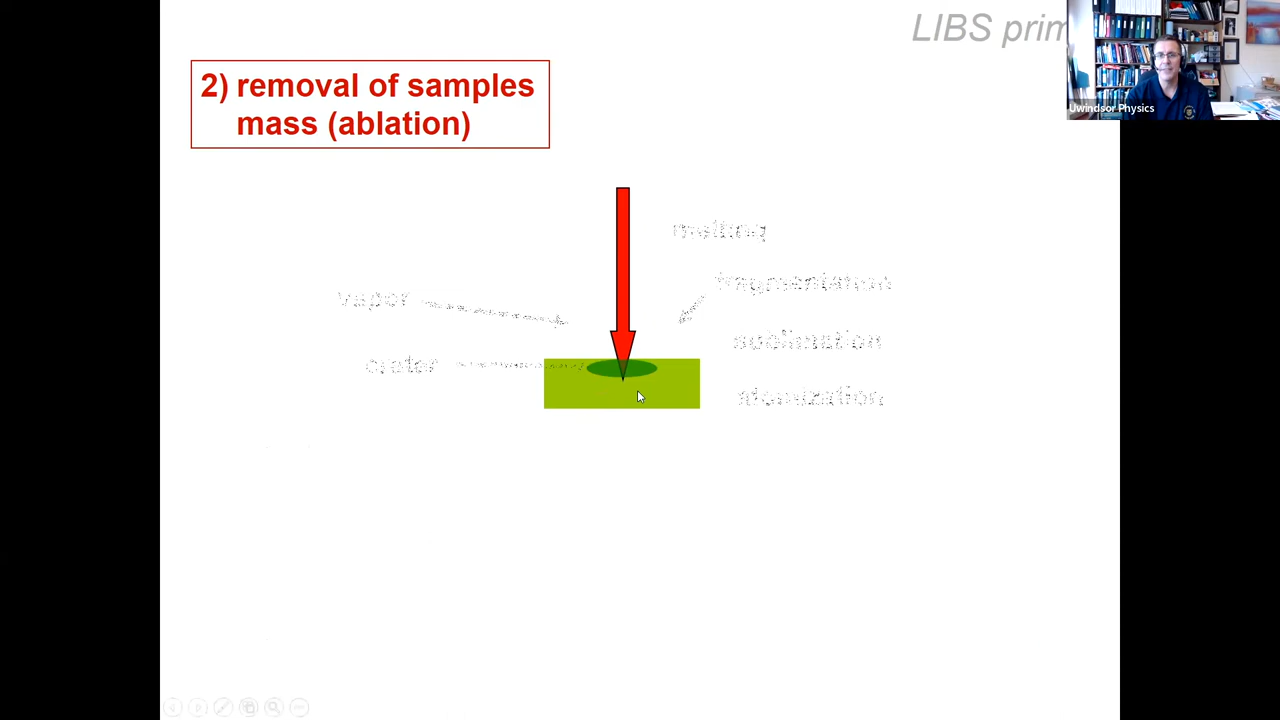 LIBS prim
Uwindsor Physics
2) removal of samples
mass (ablation)
melting
fragmentation
vapor
sublimation
crater
atomization